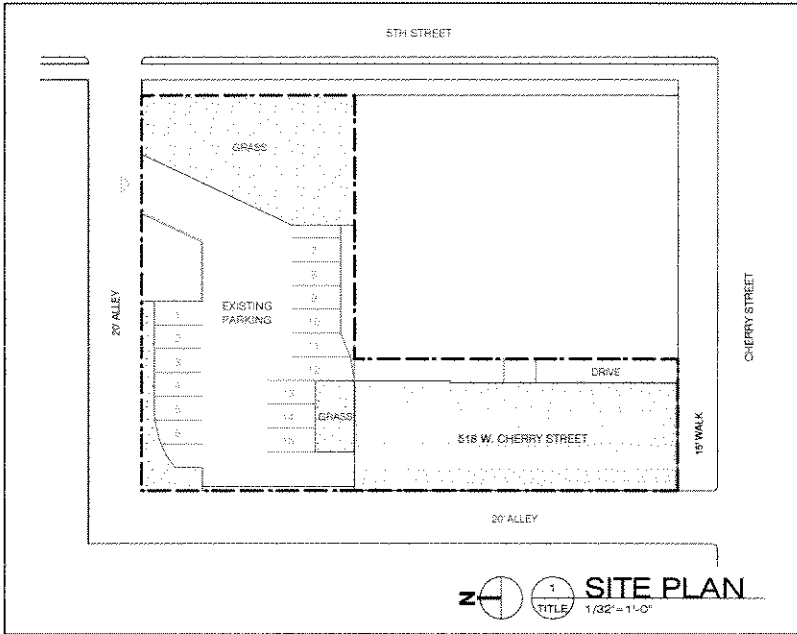 5TH STREET
GRASS
20' ALLEY
EXISTING
PARKING
7
8
9
10
11
12
13
14
15
1
2
3
4
5
6
GRASS
DRIVE
518 W. CHERRY STREET
CHERRY STREET
15' WALK
20' ALLEY
N
1
TITLE
SITE PLAN
1/32"=1'-0"